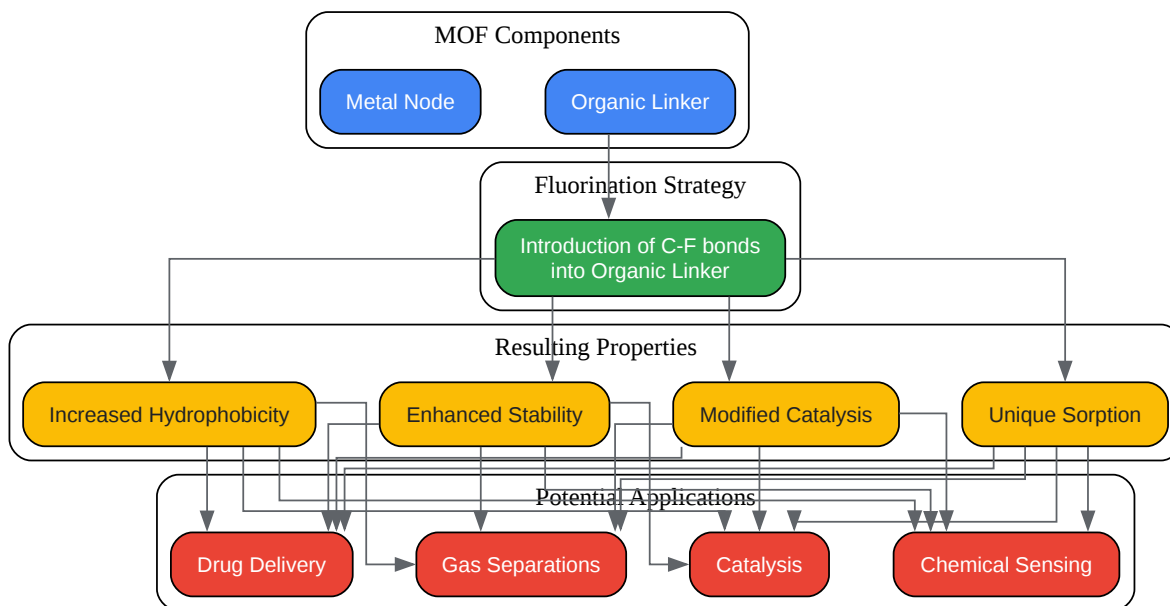 MOF Components
Metal Node
Organic Linker
Fluorination Strategy
Introduction of C-F bonds
into Organic Linker
Resulting Properties
Increased Hydrophobicity
Enhanced Stability
Modified Catalysis
Unique Sorption
Potential Applications
Drug Delivery
Gas Separations
Catalysis
Chemical Sensing